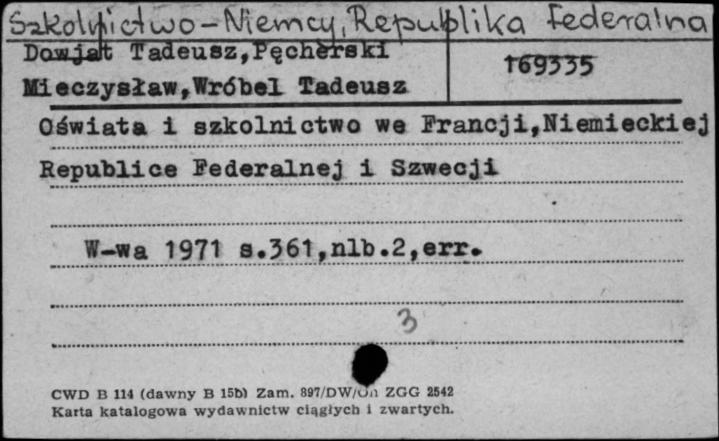 Szkolnictwo-Niemcy, Republika Federalna
Dowjat Tadeusz,Pęcherski
169335
Mieczysław,Wróbel Tadeusz
Oświata i szkolnictwo we Francji,Niemieckiej
Republice Federalnej i Szwecji
W-wa 1971 s.361,nlb.2,err.
3
CWD B 114 (dawny B 15b) Zam. 897/DW/On ZGG 2542
Karta katalogowa wydawnictw ciągłych i zwartych.